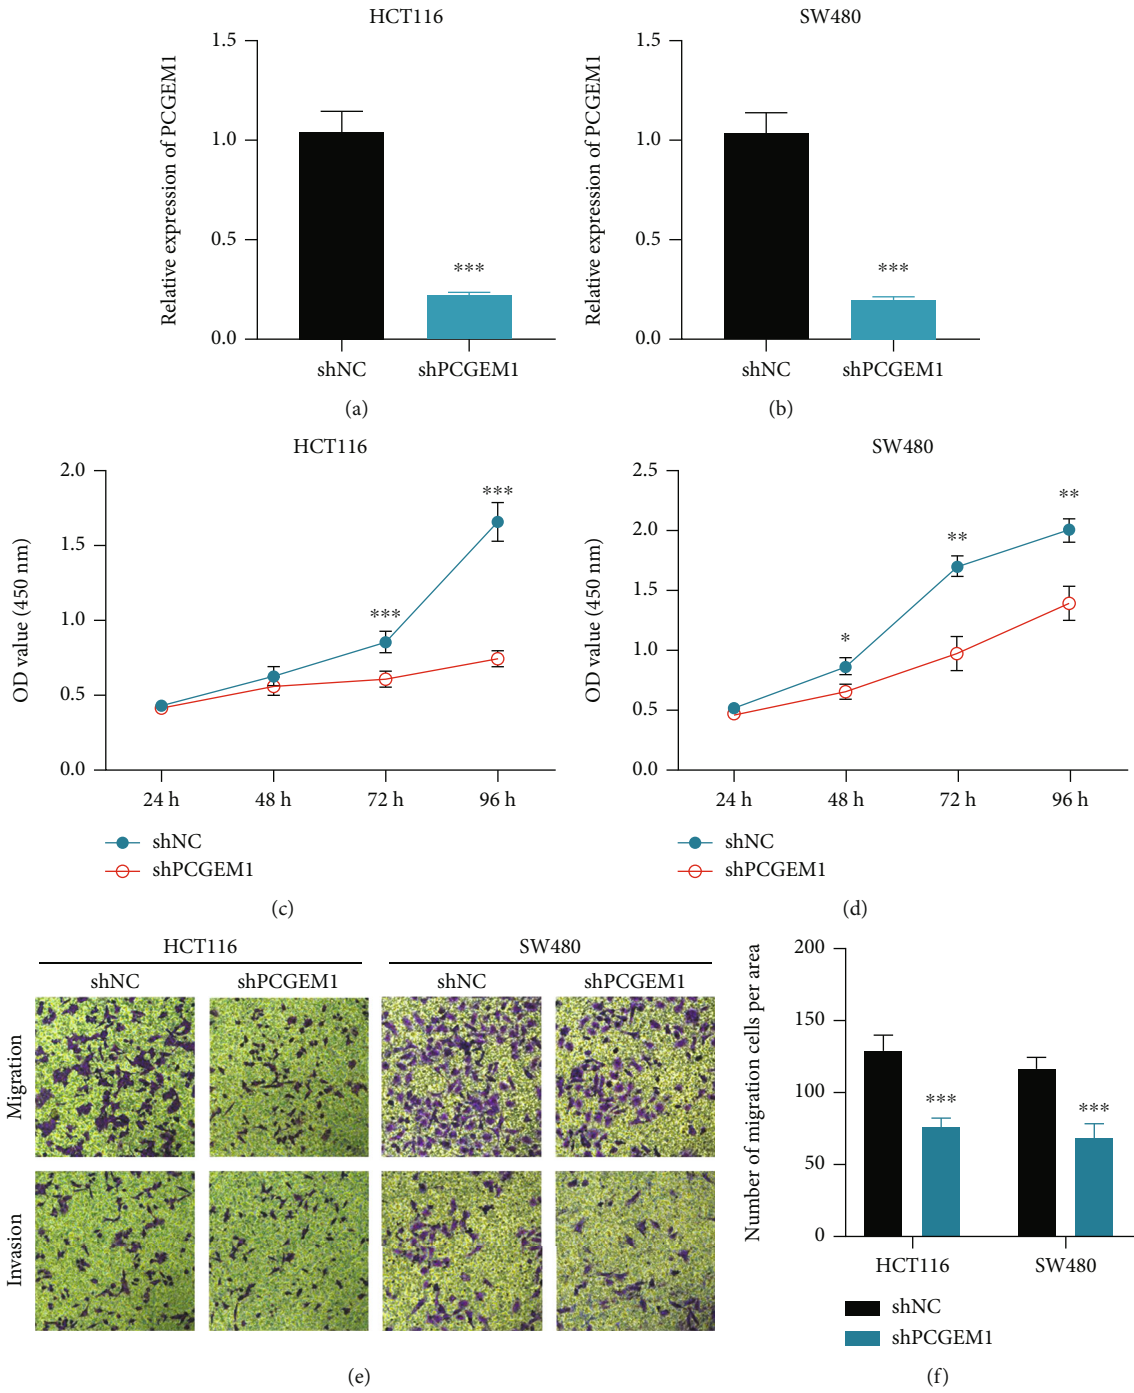 HCT116
Relative expression of PCGEM1
1.5
1.0
0.5
0.0
***
shNC
shPCGEM1
(a)
SW480
Relative expression of PCGEM1
1.5
1.0
0.5
0.0
***
shNC
shPCGEM1
(b)
HCT116
OD value (450 nm)
2.0
1.5
1.0
0.5
0.0
***
***
24 h
48 h
72 h
96 h
shNC
shPCGEM1
(c)
SW480
OD value (450 nm)
2.5
2.0
1.5
1.0
0.5
0.0
*
**
**
24 h
48 h
72 h
96 h
shNC
shPCGEM1
(d)
HCT116
SW480
shNC
shPCGEM1
shNC
shPCGEM1
Migration
Invasion
(e)
Number of migration cells per area
200
150
100
50
0
***
***
HCT116
SW480
shNC
shPCGEM1
(f)